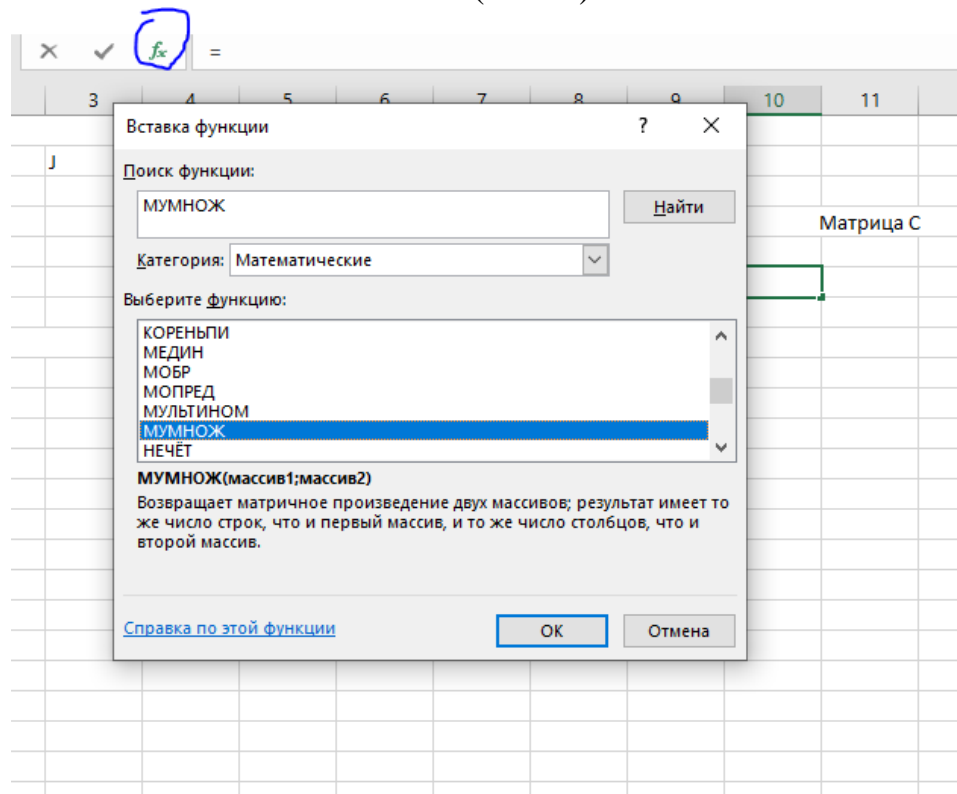 fx =
3 4 5 6 7 8 9 10 11
Вставка функции ? ×
J
Поиск функции:
МУМНОЖ
Найти
Матрица С
Категория: Математические
Выберите функцию:
КОРЕНЬПИ
МЕДИН
МОБР
МОПРЕД
МУЛЬТИНОМ
МУМНОЖ
НЕЧЁТ
МУМНОЖ(массив1;массив2)
Возвращает матричное произведение двух массивов; результат имеет то
же число строк, что и первый массив, и то же число столбцов, что и
второй массив.
Справка по этой функции
ОК
Отмена